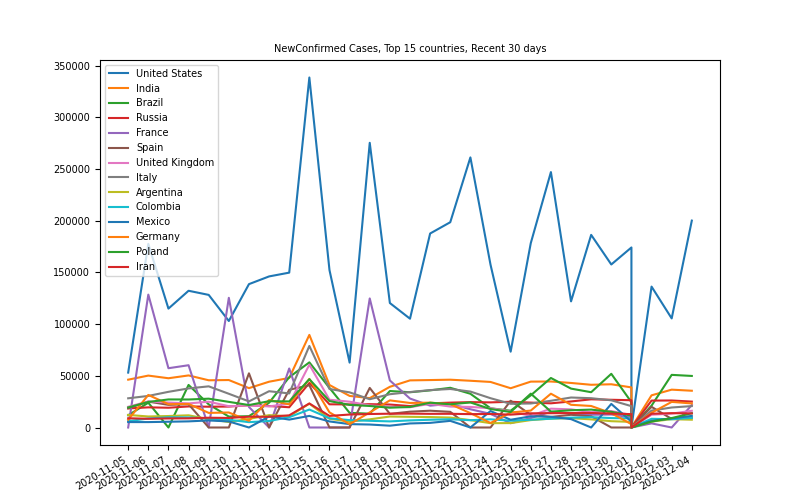 NewConfirmed Cases, Top 15 countries, Recent 30 days
350000
300000
250000
200000
150000
100000
50000
0
United States
India
Brazil
Russia
France
Spain
United Kingdom
Italy
Argentina
Colombia
Mexico
Germany
Poland
Iran
2020-11-05
2020-11-06
2020-11-07
2020-11-08
2020-11-09
2020-11-10
2020-11-11
2020-11-12
2020-11-13
2020-11-15
2020-11-16
2020-11-17
2020-11-18
2020-11-19
2020-11-20
2020-11-21
2020-11-22
2020-11-23
2020-11-24
2020-11-25
2020-11-26
2020-11-27
2020-11-28
2020-11-29
2020-11-30
2020-12-01
2020-12-02
2020-12-03
2020-12-04